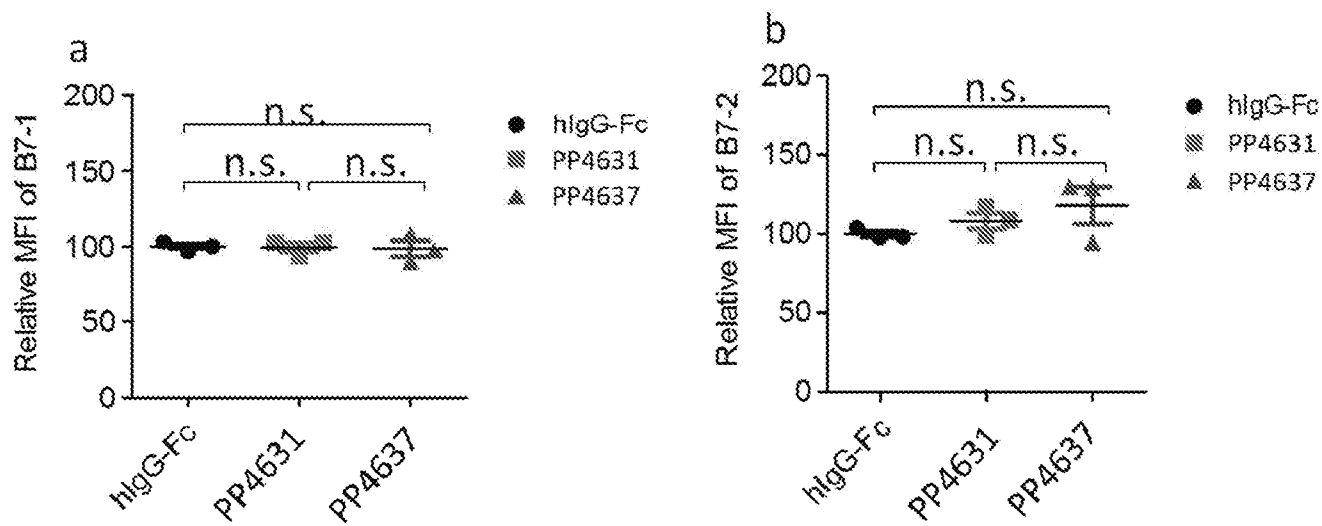 a
200
150
100
50
0
Relative MFI of B7-1
n.s.
n.s.
n.s.
hIgG-Fc
PP4631
PP4637
hIgG-Fc
PP4631
PP4637
b
200
150
100
50
0
Relative MFI of B7-2
n.s.
n.s.
n.s.
hIgG-Fc
PP4631
PP4637
hIgG-Fc
PP4631
PP4637